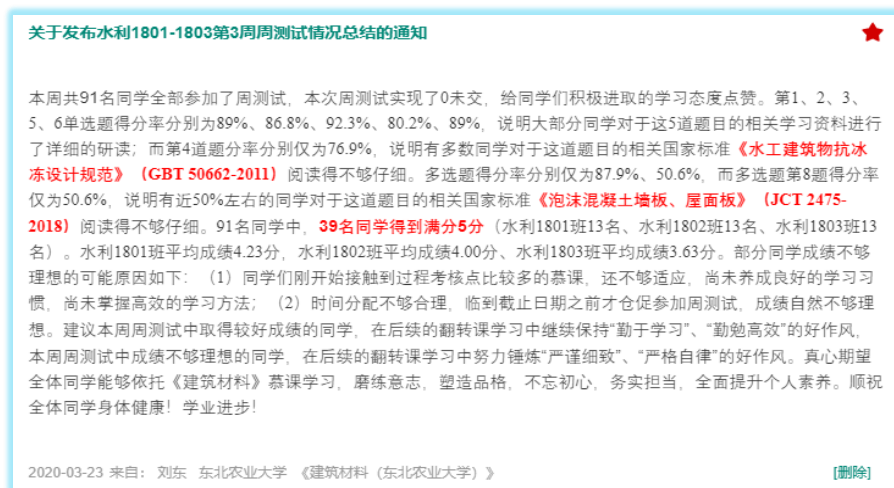 关于发布水利1801-1803第3周周测试情况总结的通知
本周共91名同学全部参加了周测试，本次周测试实现了0未交，给同学们积极进取的学习态度点赞。第1、2、3、
5、6单选题得分率分别为89%、86.8%、92.3%、80.2%、89%，说明大部分同学对于这5道题目的相关学习资料进行
了详细的研读；而第4道题分率分别仅为76.9%，说明有多数同学对于这道题目的相关国家标准《水工建筑物抗冰
冻设计规范》（GBT 50662-2011）阅读得不够仔细。多选题得分率分别仅为87.9%、50.6%，而多选题第8题得分率
仅为50.6%，说明有近50%左右的同学对于这道题目的相关国家标准《泡沫混凝土墙板、屋面板》（JCT 2475-
2018）阅读得不够仔细。91名同学中，39名同学得到满分5分（水利1801班13名、水利1802班13名、水利1803班13
名）。水利1801班平均成绩4.23分，水利1802班平均成绩4.00分、水利1803班平均成绩3.63分。部分同学成绩不够
理想的可能原因如下：（1）同学们刚开始接触到过程考核点比较多的慕课，还不够适应，尚未养成良好的学习习
惯，尚未掌握高效的学习方法；（2）时间分配不够合理，临到截止日期之前才仓促参加周测试，成绩自然不够理
想。建议本周周测试中取得较好成绩的同学，在后续的翻转课学习中继续保持“勤于学习”、“勤勉高效”的好作风，
本周周测试中成绩不够理想的同学，在后续的翻转课学习中努力锤炼“严谨细致”、“严格自律”的好作风。真心期望
全体同学能够依托《建筑材料》慕课学习，磨练意志，塑造品格，不忘初心，务实担当，全面提升个人素养。顺祝
全体同学身体健康！学业进步！
2020-03-23 来自： 刘东 东北农业大学 《建筑材料（东北农业大学）》 [删除]